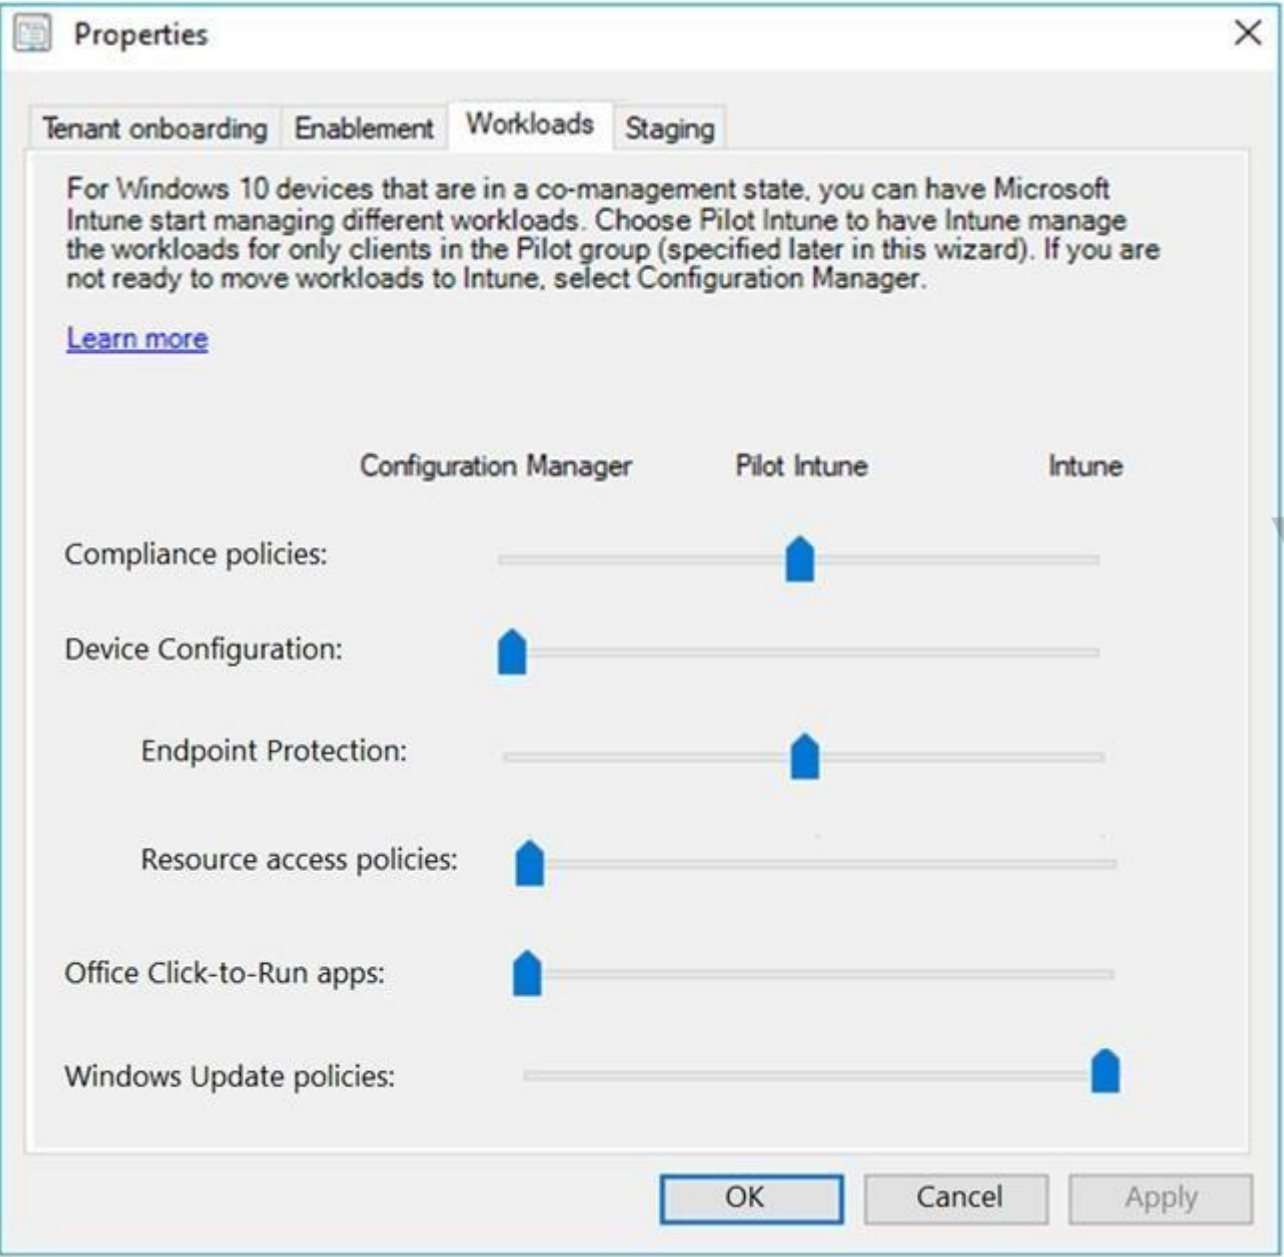 Properties
Tenant onboarding Enablement Workloads Staging
For Windows 10 devices that are in a co-management state, you can have Microsoft
Intune start managing different workloads. Choose Pilot Intune to have Intune manage
the workloads for only clients in the Pilot group (specified later in this wizard). If you are
not ready to move workloads to Intune, select Configuration Manager.
Learn more
Configuration Manager Pilot Intune Intune
Compliance policies:
Device Configuration:
Endpoint Protection:
Resource access policies:
Office Click-to-Run apps:
Windows Update policies:
OK Cancel Apply